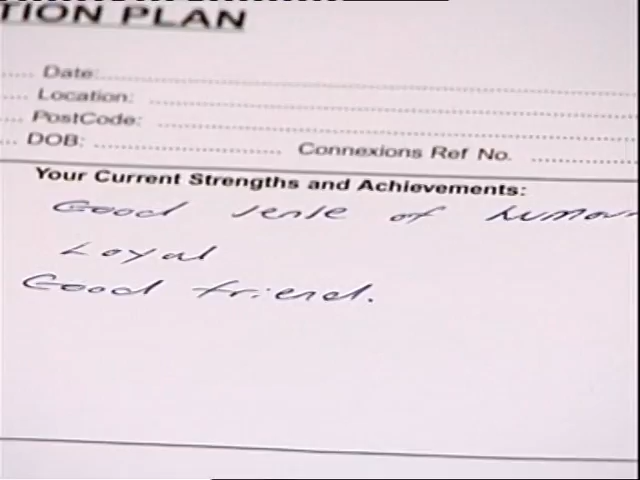 TION PLAN
..... Date:..........
.... Location: ..........
.... PostCode: ..........
... DOB: .......................... Connexions Ref No. ..............
Your Current Strengths and Achievements:
Good sense of humour
Loyal
Good friend.